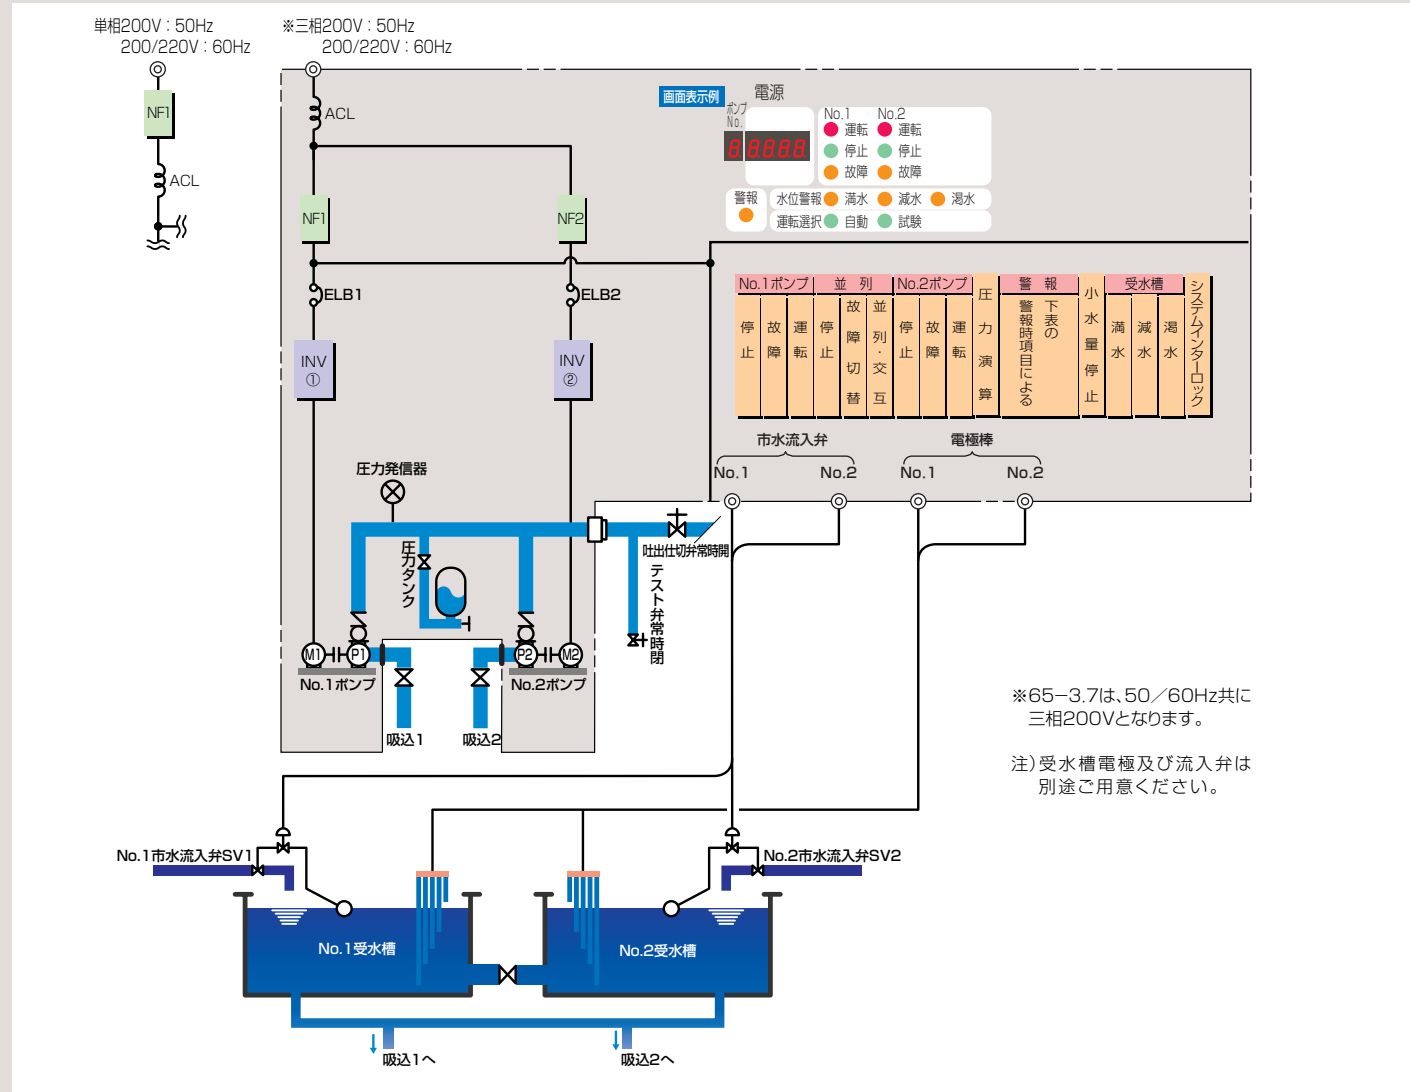 単相200V：50Hz
200/220V：60Hz
※三相200V：50Hz
200/220V：60Hz
NF1
ACL
ACL
NF1
NF2
ELB1
ELB2
INV
①
INV
②
画面表示例
電源
ポンプ
No.
8.8.8.8.8.
No.1
No.2
運転
運転
停止
停止
故障
故障
警報
水位警報
満水
減水
渇水
運転選択
自動
試験
No.1ポンプ
並列
No.2ポンプ
圧力演算
警報
小水量停止
受水槽
システムインターロック
停止
故障
運転
停止
故障切替
並列・交互
停止
故障
運転
下表の
警報時項目による
満水
減水
渇水
市水流入弁
電極棒
No.1
No.2
No.1
No.2
圧力発信器
圧力タンク
吐出仕切弁常時開
テスト弁常時閉
M1
P1
P2
M2
No.1ポンプ
No.2ポンプ
吸込1
吸込2
※65−3.7は、50／60Hz共に
三相200Vとなります。
注）受水槽電極及び流入弁は
別途ご用意ください。
No.1市水流入弁SV1
No.2市水流入弁SV2
No.1受水槽
No.2受水槽
吸込1へ
吸込2へ